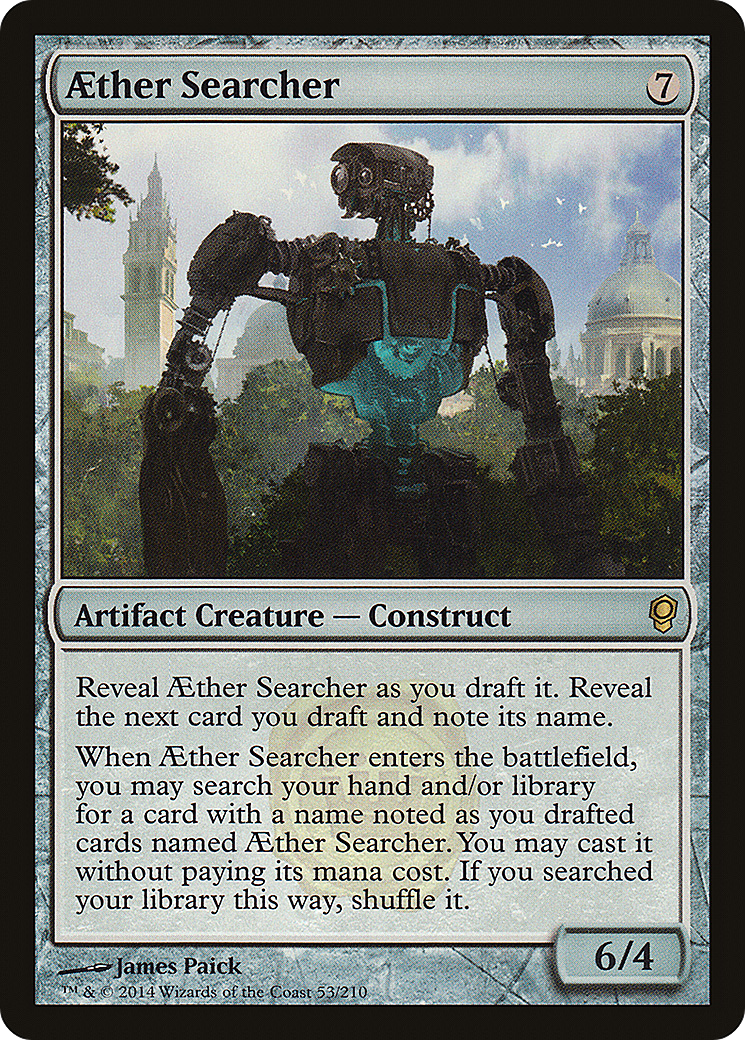 Æther Searcher
7
Artifact Creature — Construct
Reveal Æther Searcher as you draft it. Reveal
the next card you draft and note its name.
When Æther Searcher enters the battlefield,
you may search your hand and/or library
for a card with a name noted as you drafted
cards named Æther Searcher. You may cast it
without paying its mana cost. If you searched
your library this way, shuffle it.
6/4
James Paick
™ & © 2014 Wizards of the Coast 53/210